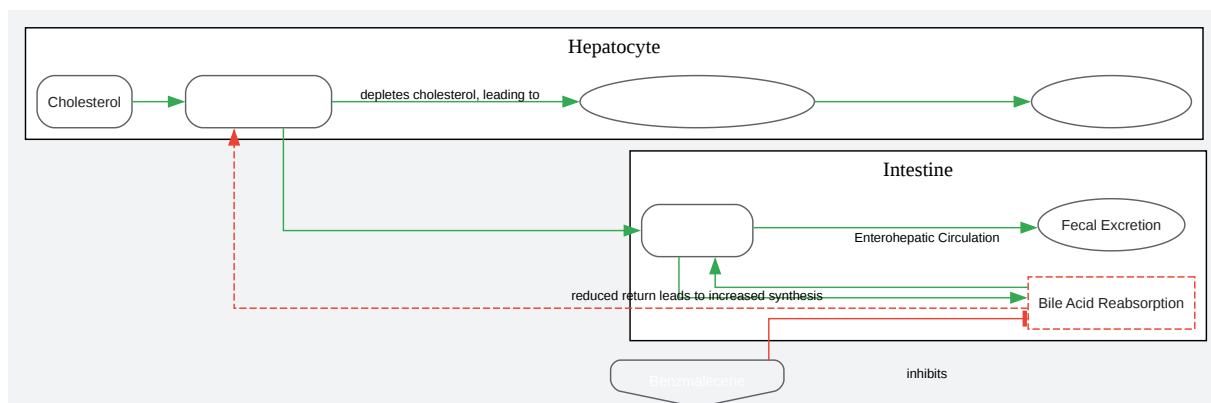 Hepatocyte
Cholesterol
depletes cholesterol, leading to
Intestine
Fecal Excretion
Enterohepatic Circulation
reduced return leads to increased synthesis
Bile Acid Reabsorption
inhibits
Benzmalecene